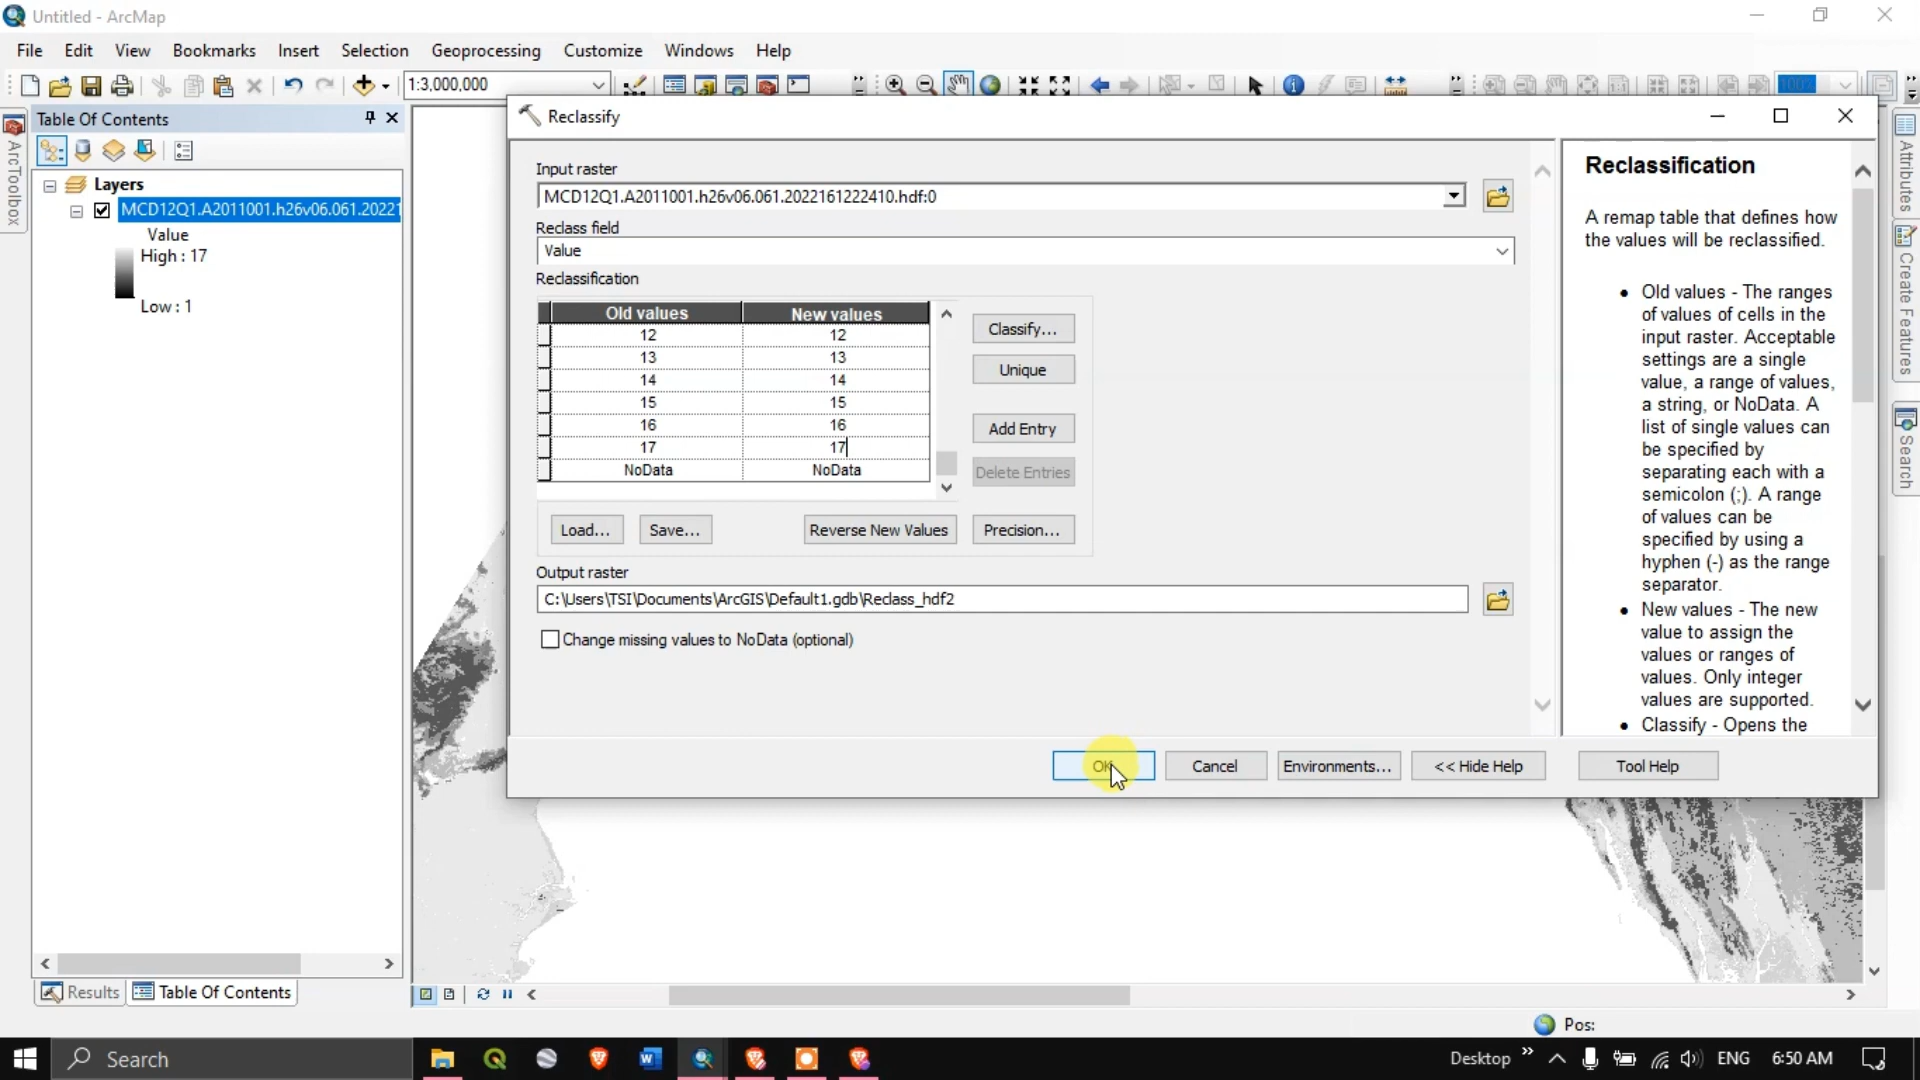 Untitled - ArcMap
File Edit View Bookmarks Insert Selection Geoprocessing Customize Windows Help
1:3,000,000
100%
Table Of Contents
ArcToolbox
Layers
MCD12Q1.A2011001.h26v06.061.20221
Value
High : 17
Low : 1
Reclassify
Input raster
MCD12Q1.A2011001.h26v06.061.2022161222410.hdf:0
Reclass field
Value
Reclassification
Old values New values
12 12
13 13
14 14
15 15
16 16
17 17
NoData NoData
Classify...
Unique
Add Entry
Delete Entries
Load... Save... Reverse New Values Precision...
Output raster
C:\Users\TSI\Documents\ArcGIS\Default1.gdb\Reclass_hdf2
Change missing values to NoData (optional)
OK Cancel Environments... << Hide Help Tool Help
Reclassification
A remap table that defines how
the values will be reclassified.
• Old values - The ranges
of values of cells in the
input raster. Acceptable
settings are a single
value, a range of values,
a string, or NoData. A
list of single values can
be specified by
separating each with a
semicolon (;). A range
of values can be
specified by using a
hyphen (-) as the range
separator.
• New values - The new
value to assign the
values or ranges of
values. Only integer
values are supported.
• Classify - Opens the
Attributes
Create Features
Search
Results Table Of Contents
Pos:
Search
Desktop » ENG 6:50 AM